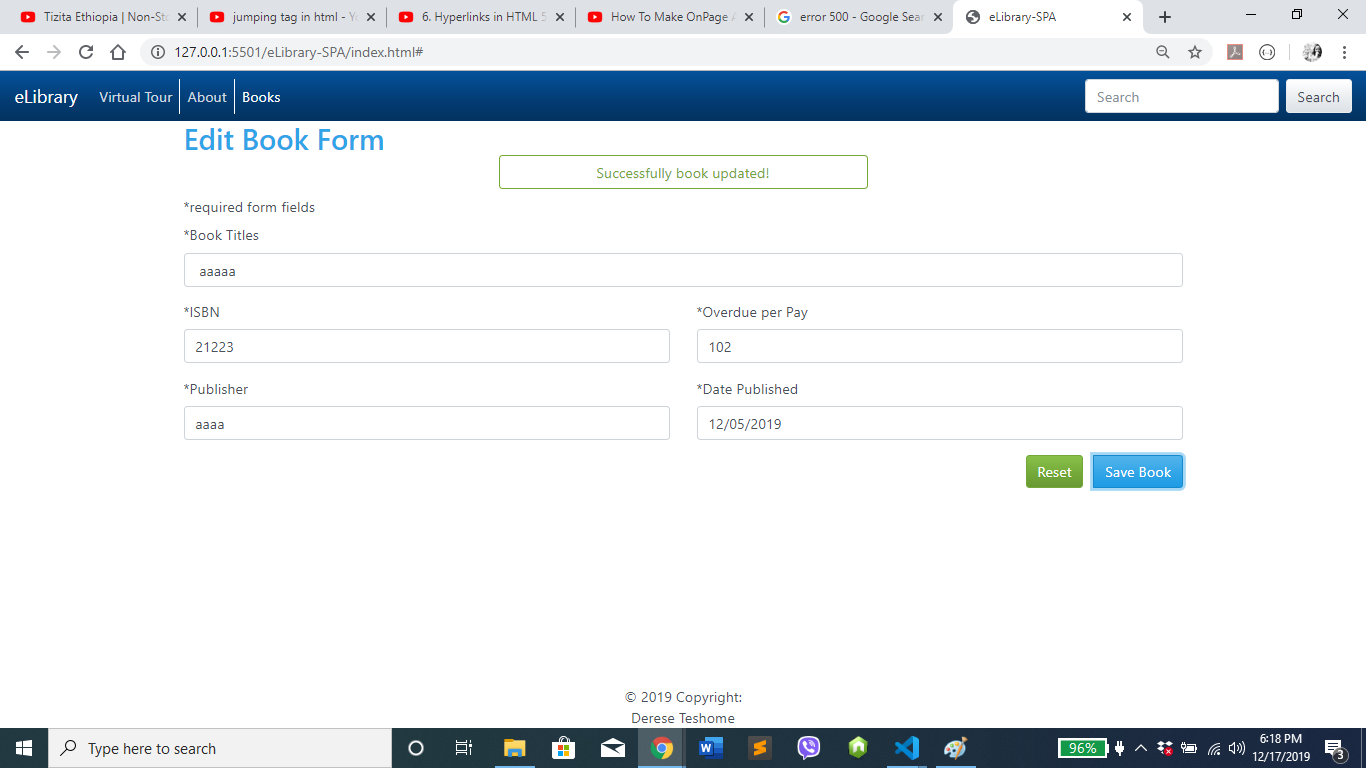 Tizita Ethiopia | Non-Sto
jumping tag in html - Yo
6. Hyperlinks in HTML 5
How To Make OnPage A
error 500 - Google Sear
eLibrary-SPA
127.0.0.1:5501/eLibrary-SPA/index.html#
eLibrary Virtual Tour About Books Search Search
Edit Book Form
Successfully book updated!
*required form fields
*Book Titles
aaaaa
*ISBN *Overdue per Pay
21223 102
*Publisher *Date Published
aaaa 12/05/2019
Reset Save Book
© 2019 Copyright:
Derese Teshome
Type here to search
96%
6:18 PM
12/17/2019
3